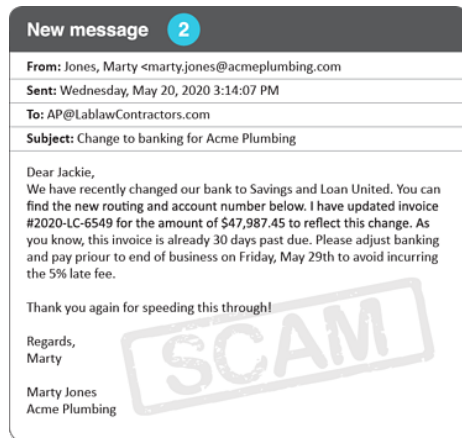 New message 2
From: Jones, Marty <marty.jones@acmeplumbing.com
Sent: Wednesday, May 20, 2020 3:14:07 PM
To: AP@LablawContractors.com
Subject: Change to banking for Acme Plumbing
Dear Jackie,
We have recently changed our bank to Savings and Loan United. You can
find the new routing and account number below. I have updated invoice
#2020-LC-6549 for the amount of $47,987.45 to reflect this change. As
you know, this invoice is already 30 days past due. Please adjust banking
and pay priour to end of business on Friday, May 29th to avoid incurring
the 5% late fee.
Thank you again for speeding this through!
Regards,
Marty
Marty Jones
Acme Plumbing
SCAM